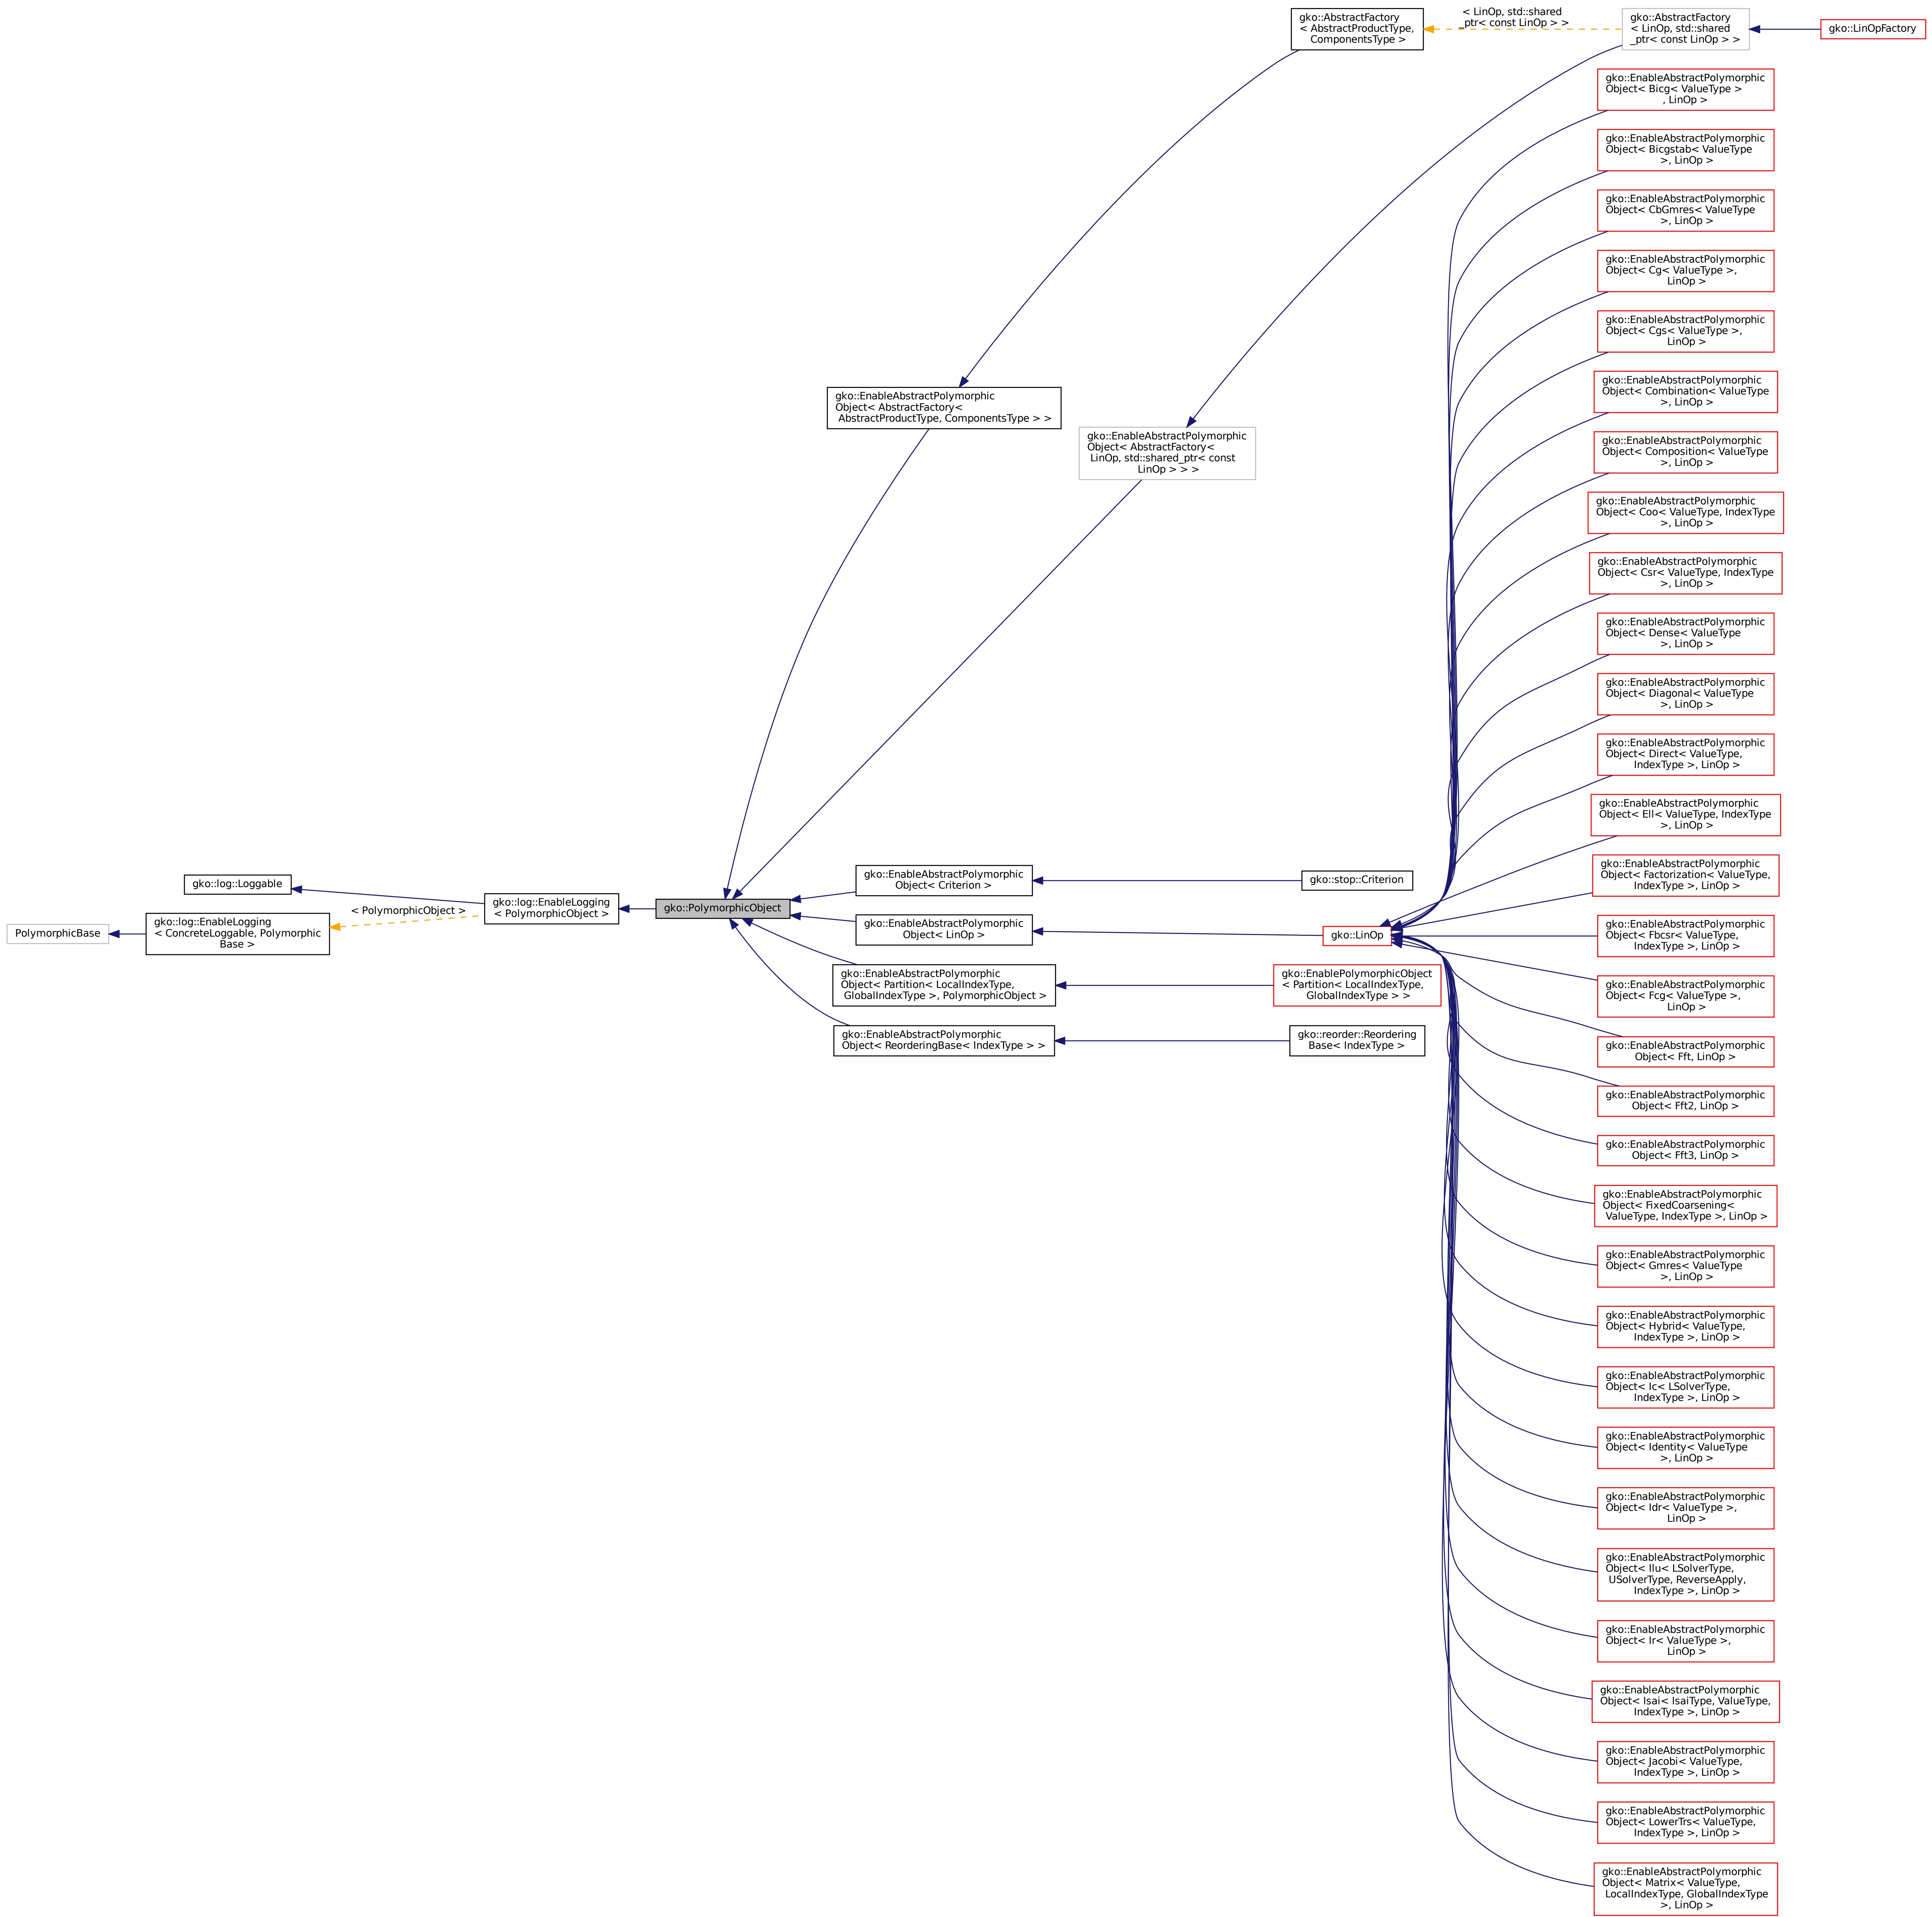 gko::AbstractFactory
< AbstractProductType,
ComponentsType >
< LinOp, std::shared
_ptr< const LinOp > >
gko::AbstractFactory
< LinOp, std::shared
_ptr< const LinOp > >
gko::LinOpFactory
gko::EnableAbstractPolymorphic
Object< Bicg< ValueType >
, LinOp >
gko::EnableAbstractPolymorphic
Object< Bicgstab< ValueType
>, LinOp >
gko::EnableAbstractPolymorphic
Object< CbGmres< ValueType
>, LinOp >
gko::EnableAbstractPolymorphic
Object< Cg< ValueType >,
LinOp >
gko::EnableAbstractPolymorphic
Object< Cgs< ValueType >,
LinOp >
gko::EnableAbstractPolymorphic
Object< Combination< ValueType
>, LinOp >
gko::EnableAbstractPolymorphic
Object< AbstractFactory<
AbstractProductType, ComponentsType > >
gko::EnableAbstractPolymorphic
Object< AbstractFactory<
LinOp, std::shared_ptr< const
LinOp > > >
gko::EnableAbstractPolymorphic
Object< Composition< ValueType
>, LinOp >
gko::EnableAbstractPolymorphic
Object< Coo< ValueType, IndexType
>, LinOp >
gko::EnableAbstractPolymorphic
Object< Csr< ValueType, IndexType
>, LinOp >
gko::EnableAbstractPolymorphic
Object< Dense< ValueType
>, LinOp >
gko::EnableAbstractPolymorphic
Object< Diagonal< ValueType
>, LinOp >
gko::EnableAbstractPolymorphic
Object< Direct< ValueType,
IndexType >, LinOp >
gko::EnableAbstractPolymorphic
Object< Ell< ValueType, IndexType
>, LinOp >
gko::EnableAbstractPolymorphic
Object< Factorization< ValueType,
IndexType >, LinOp >
gko::log::Loggable
PolymorphicBase
gko::log::EnableLogging
< ConcreteLoggable, Polymorphic
Base >
< PolymorphicObject >
gko::log::EnableLogging
< PolymorphicObject >
gko::PolymorphicObject
gko::EnableAbstractPolymorphic
Object< Criterion >
gko::stop::Criterion
gko::EnableAbstractPolymorphic
Object< LinOp >
gko::LinOp
gko::EnableAbstractPolymorphic
Object< Partition< LocalIndexType,
GlobalIndexType >, PolymorphicObject >
gko::EnablePolymorphicObject
< Partition< LocalIndexType,
GlobalIndexType > >
gko::EnableAbstractPolymorphic
Object< ReorderingBase< IndexType > >
gko::reorder::Reordering
Base< IndexType >
gko::EnableAbstractPolymorphic
Object< Fbcsr< ValueType,
IndexType >, LinOp >
gko::EnableAbstractPolymorphic
Object< Fcg< ValueType >,
LinOp >
gko::EnableAbstractPolymorphic
Object< Fft, LinOp >
gko::EnableAbstractPolymorphic
Object< Fft2, LinOp >
gko::EnableAbstractPolymorphic
Object< Fft3, LinOp >
gko::EnableAbstractPolymorphic
Object< FixedCoarsening<
ValueType, IndexType >, LinOp >
gko::EnableAbstractPolymorphic
Object< Gmres< ValueType
>, LinOp >
gko::EnableAbstractPolymorphic
Object< Hybrid< ValueType,
IndexType >, LinOp >
gko::EnableAbstractPolymorphic
Object< Ic< LSolverType,
IndexType >, LinOp >
gko::EnableAbstractPolymorphic
Object< Identity< ValueType
>, LinOp >
gko::EnableAbstractPolymorphic
Object< Idr< ValueType >,
LinOp >
gko::EnableAbstractPolymorphic
Object< Ilu< LSolverType,
USolverType, ReverseApply,
IndexType >, LinOp >
gko::EnableAbstractPolymorphic
Object< Ir< ValueType >,
LinOp >
gko::EnableAbstractPolymorphic
Object< Isai< IsaiType, ValueType,
IndexType >, LinOp >
gko::EnableAbstractPolymorphic
Object< Jacobi< ValueType,
IndexType >, LinOp >
gko::EnableAbstractPolymorphic
Object< LowerTrs< ValueType,
IndexType >, LinOp >
gko::EnableAbstractPolymorphic
Object< Matrix< ValueType,
LocalIndexType, GlobalIndexType
>, LinOp >